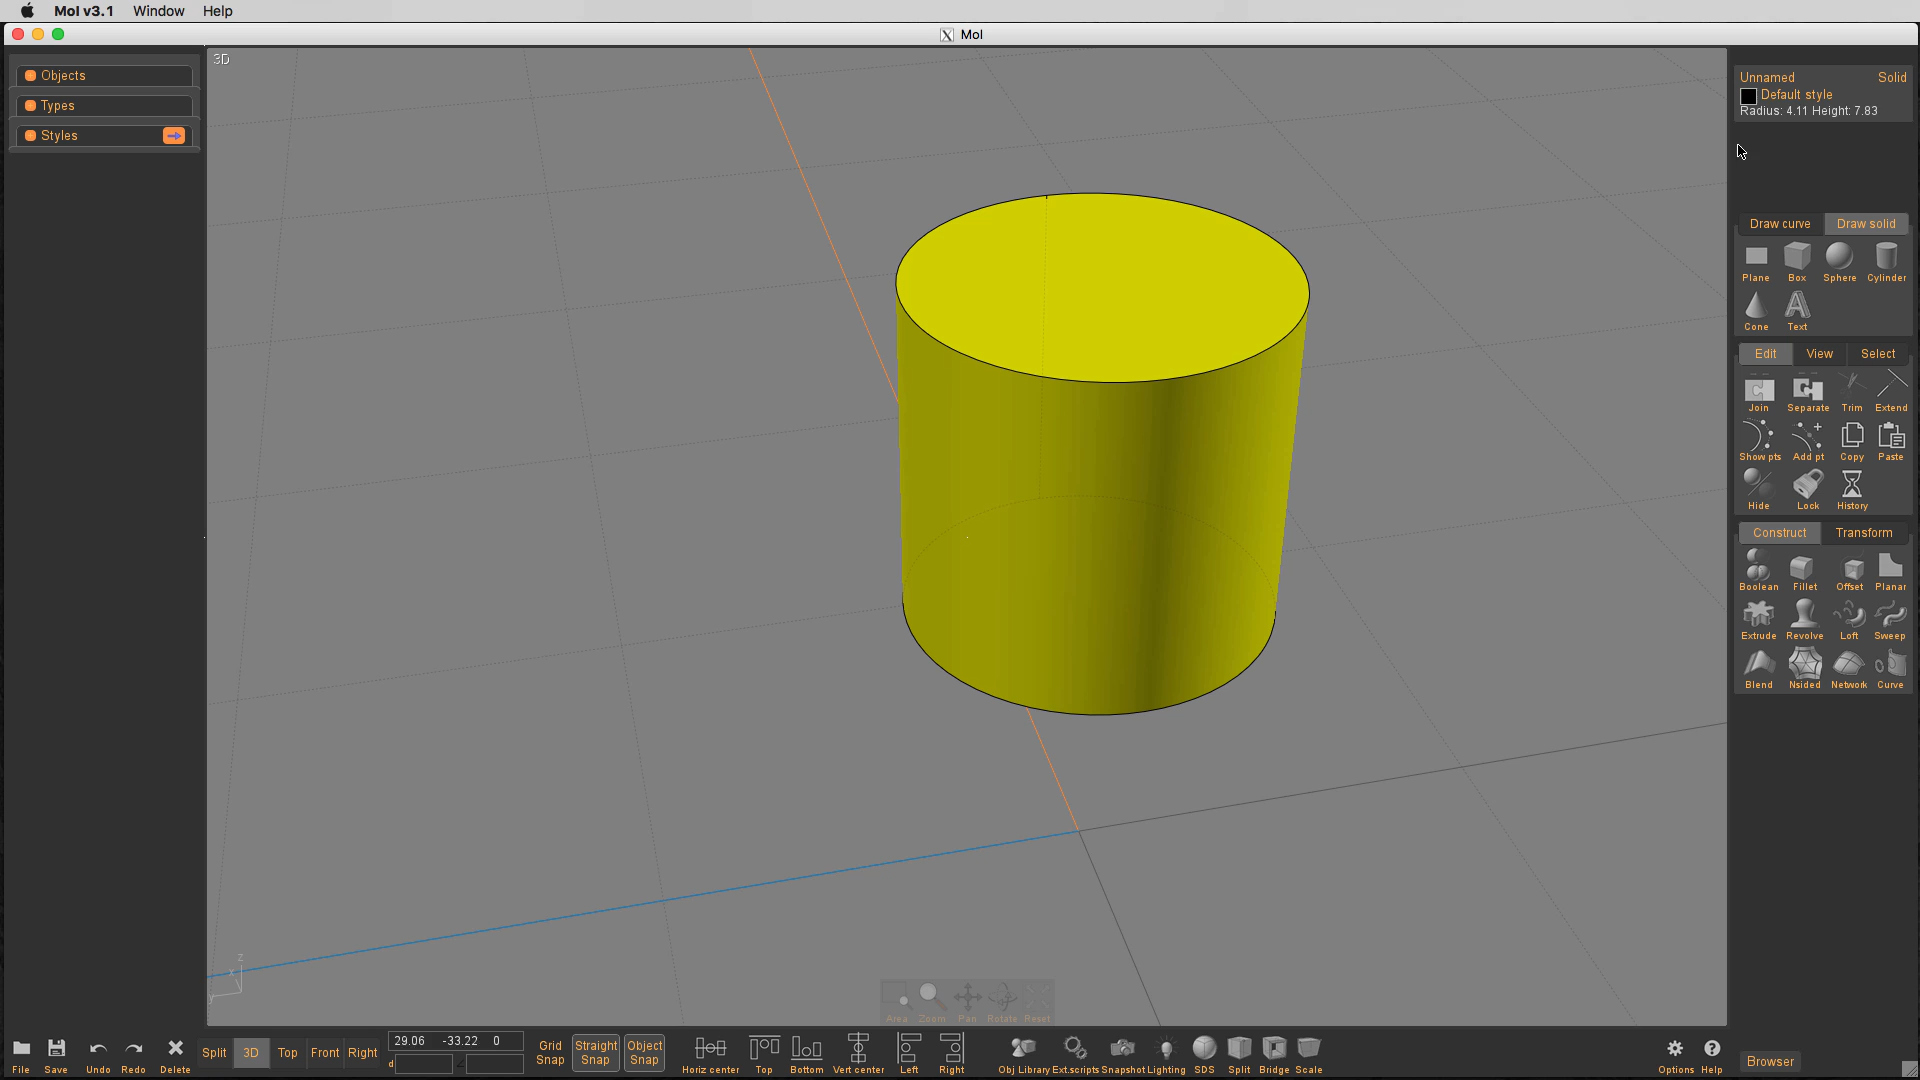 MoI v3.1 Window Help
MoI
Objects
Types
Styles
3D
Unnamed Solid
Default style
Radius: 4.11 Height: 7.83
Draw curve Draw solid
Plane Box Sphere Cylinder
Cone Text
Edit View Select
Join Separate Trim Extend
Show pts Add pt Copy Paste
Hide Lock History
Construct Transform
Boolean Fillet Offset Planar
Extrude Revolve Loft Sweep
Blend Nsided Network Curve
z
x
y
Area Zoom Pan Rotate Reset
File Save Undo Redo Delete
Split 3D Top Front Right
29.06 -33.22 0
d
Grid Snap
Straight Snap
Object Snap
Horiz center Top Bottom Vert center Left Right
Obj Library Ext.scripts Snapshot Lighting SDS Split Bridge Scale
Options Help
Browser